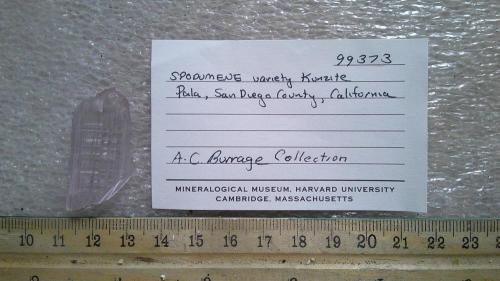 99373
SPODUMENE variety Kunzite
Pala, San Diego County, California
A.C. Burrage Collection
MINERALOGICAL MUSEUM, HARVARD UNIVERSITY
CAMBRIDGE, MASSACHUSETTS
10 11 12 13 14 15 16 17 18 19 20 21 22 23